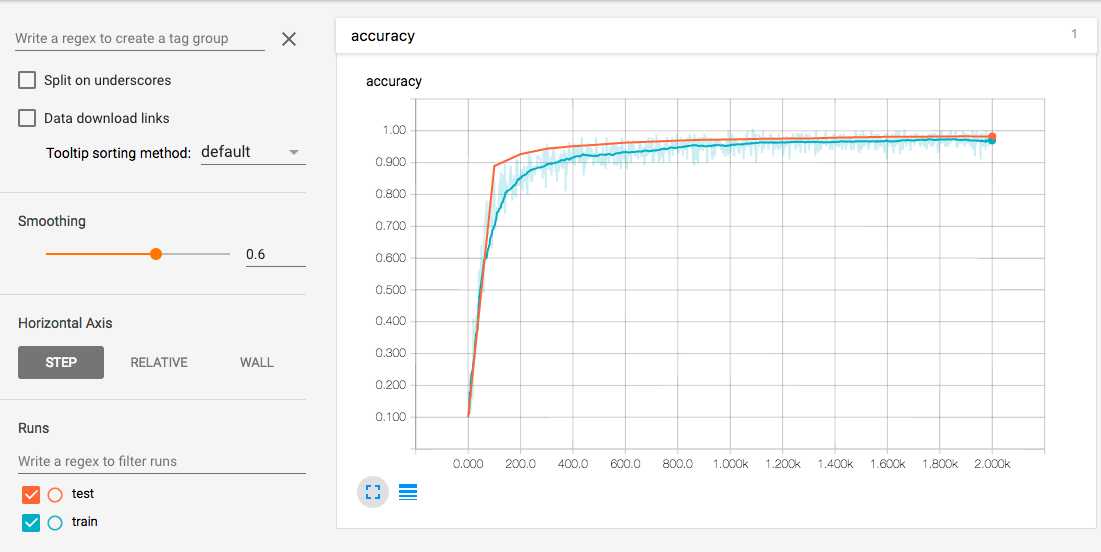 Write a regex to create a tag group
Split on underscores
Data download links
Tooltip sorting method: default
Smoothing
0.6
Horizontal Axis
STEP RELATIVE WALL
Runs
Write a regex to filter runs
test
train
accuracy 1
accuracy
1.00
0.900
0.800
0.700
0.600
0.500
0.400
0.300
0.200
0.100
0.000 200.0 400.0 600.0 800.0 1.000k 1.200k 1.400k 1.600k 1.800k 2.000k